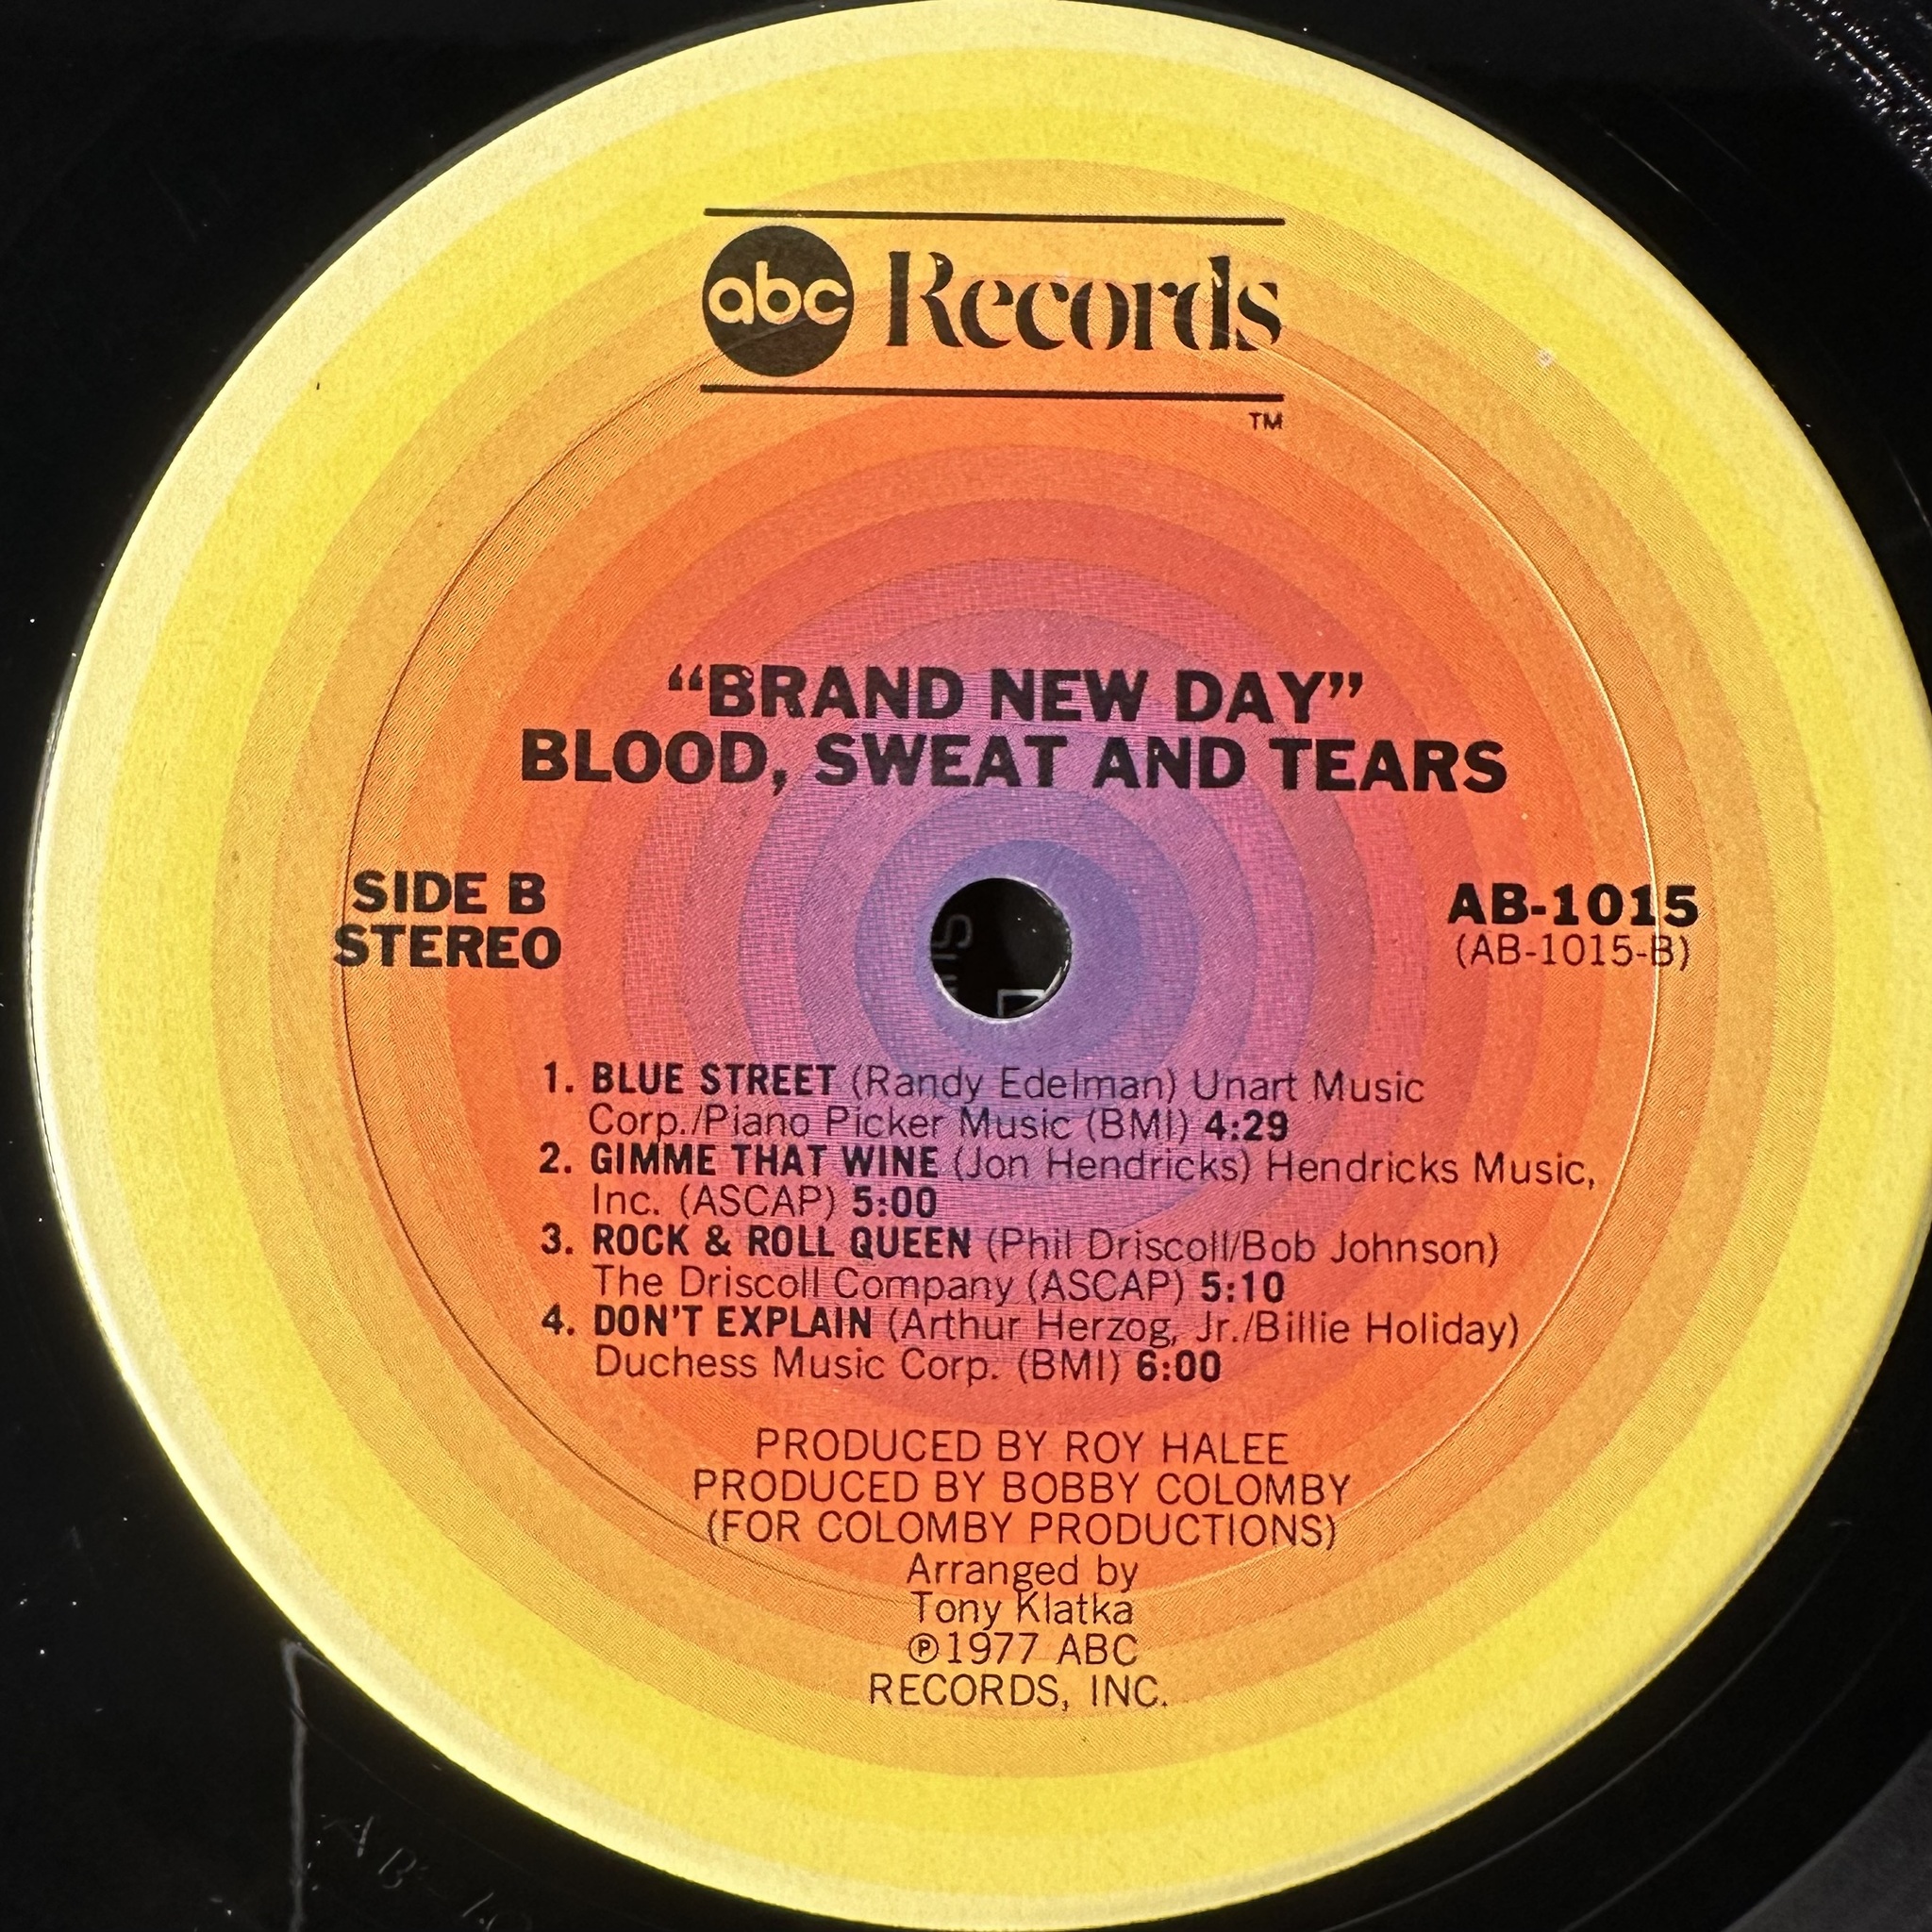 abc Records
TM
“BRAND NEW DAY”
BLOOD, SWEAT AND TEARS
SIDE B
STEREO
AB-1015
(AB-1015-B)
1. BLUE STREET (Randy Edelman) Unart Music
Corp./Piano Picker Music (BMI) 4:29
2. GIMME THAT WINE (Jon Hendricks) Hendricks Music,
Inc. (ASCAP) 5:00
3. ROCK & ROLL QUEEN (Phil Driscoll/Bob Johnson)
The Driscoll Company (ASCAP) 5:10
4. DON'T EXPLAIN (Arthur Herzog, Jr./Billie Holiday)
Duchess Music Corp. (BMI) 6:00
PRODUCED BY ROY HALEE
PRODUCED BY BOBBY COLOMBY
(FOR COLOMBY PRODUCTIONS)
Arranged by
Tony Klatka
℗1977 ABC
RECORDS, INC.